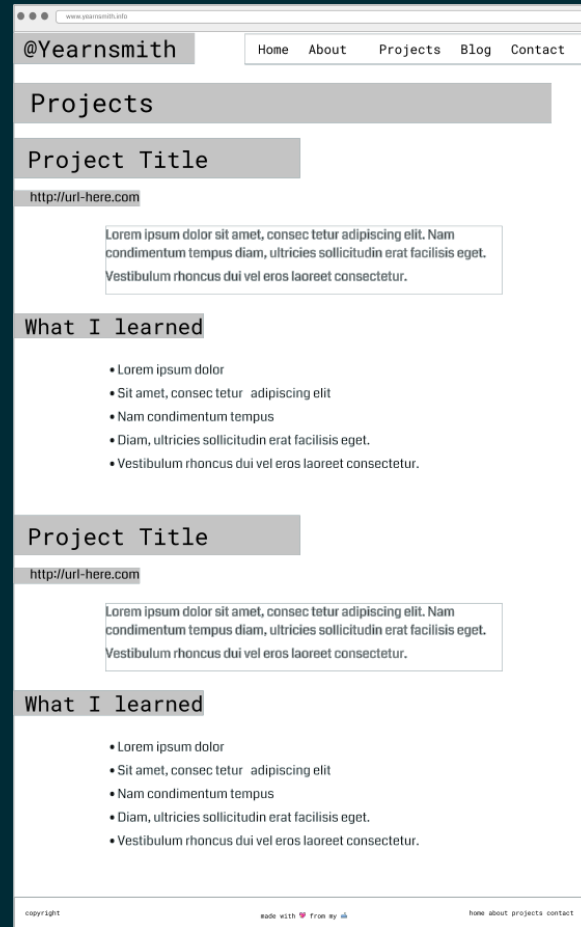 www.yearnsmith.info
@Yearnsmith
Home About Projects Blog Contact
Projects
Project Title
http://url-here.com
Lorem ipsum dolor sit amet, consec tetur adipiscing elit. Nam
condimentum tempus diam, ultricies sollicitudin erat facilisis eget.
Vestibulum rhoncus dui vel eros laoreet consectetur.
What I learned
• Lorem ipsum dolor
• Sit amet, consec tetur adipiscing elit
• Nam condimentum tempus
• Diam, ultricies sollicitudin erat facilisis eget.
• Vestibulum rhoncus dui vel eros laoreet consectetur.
Project Title
http://url-here.com
Lorem ipsum dolor sit amet, consec tetur adipiscing elit. Nam
condimentum tempus diam, ultricies sollicitudin erat facilisis eget.
Vestibulum rhoncus dui vel eros laoreet consectetur.
What I learned
• Lorem ipsum dolor
• Sit amet, consec tetur adipiscing elit
• Nam condimentum tempus
• Diam, ultricies sollicitudin erat facilisis eget.
• Vestibulum rhoncus dui vel eros laoreet consectetur.
copyright made with 💖 from my 👍 home about projects contact